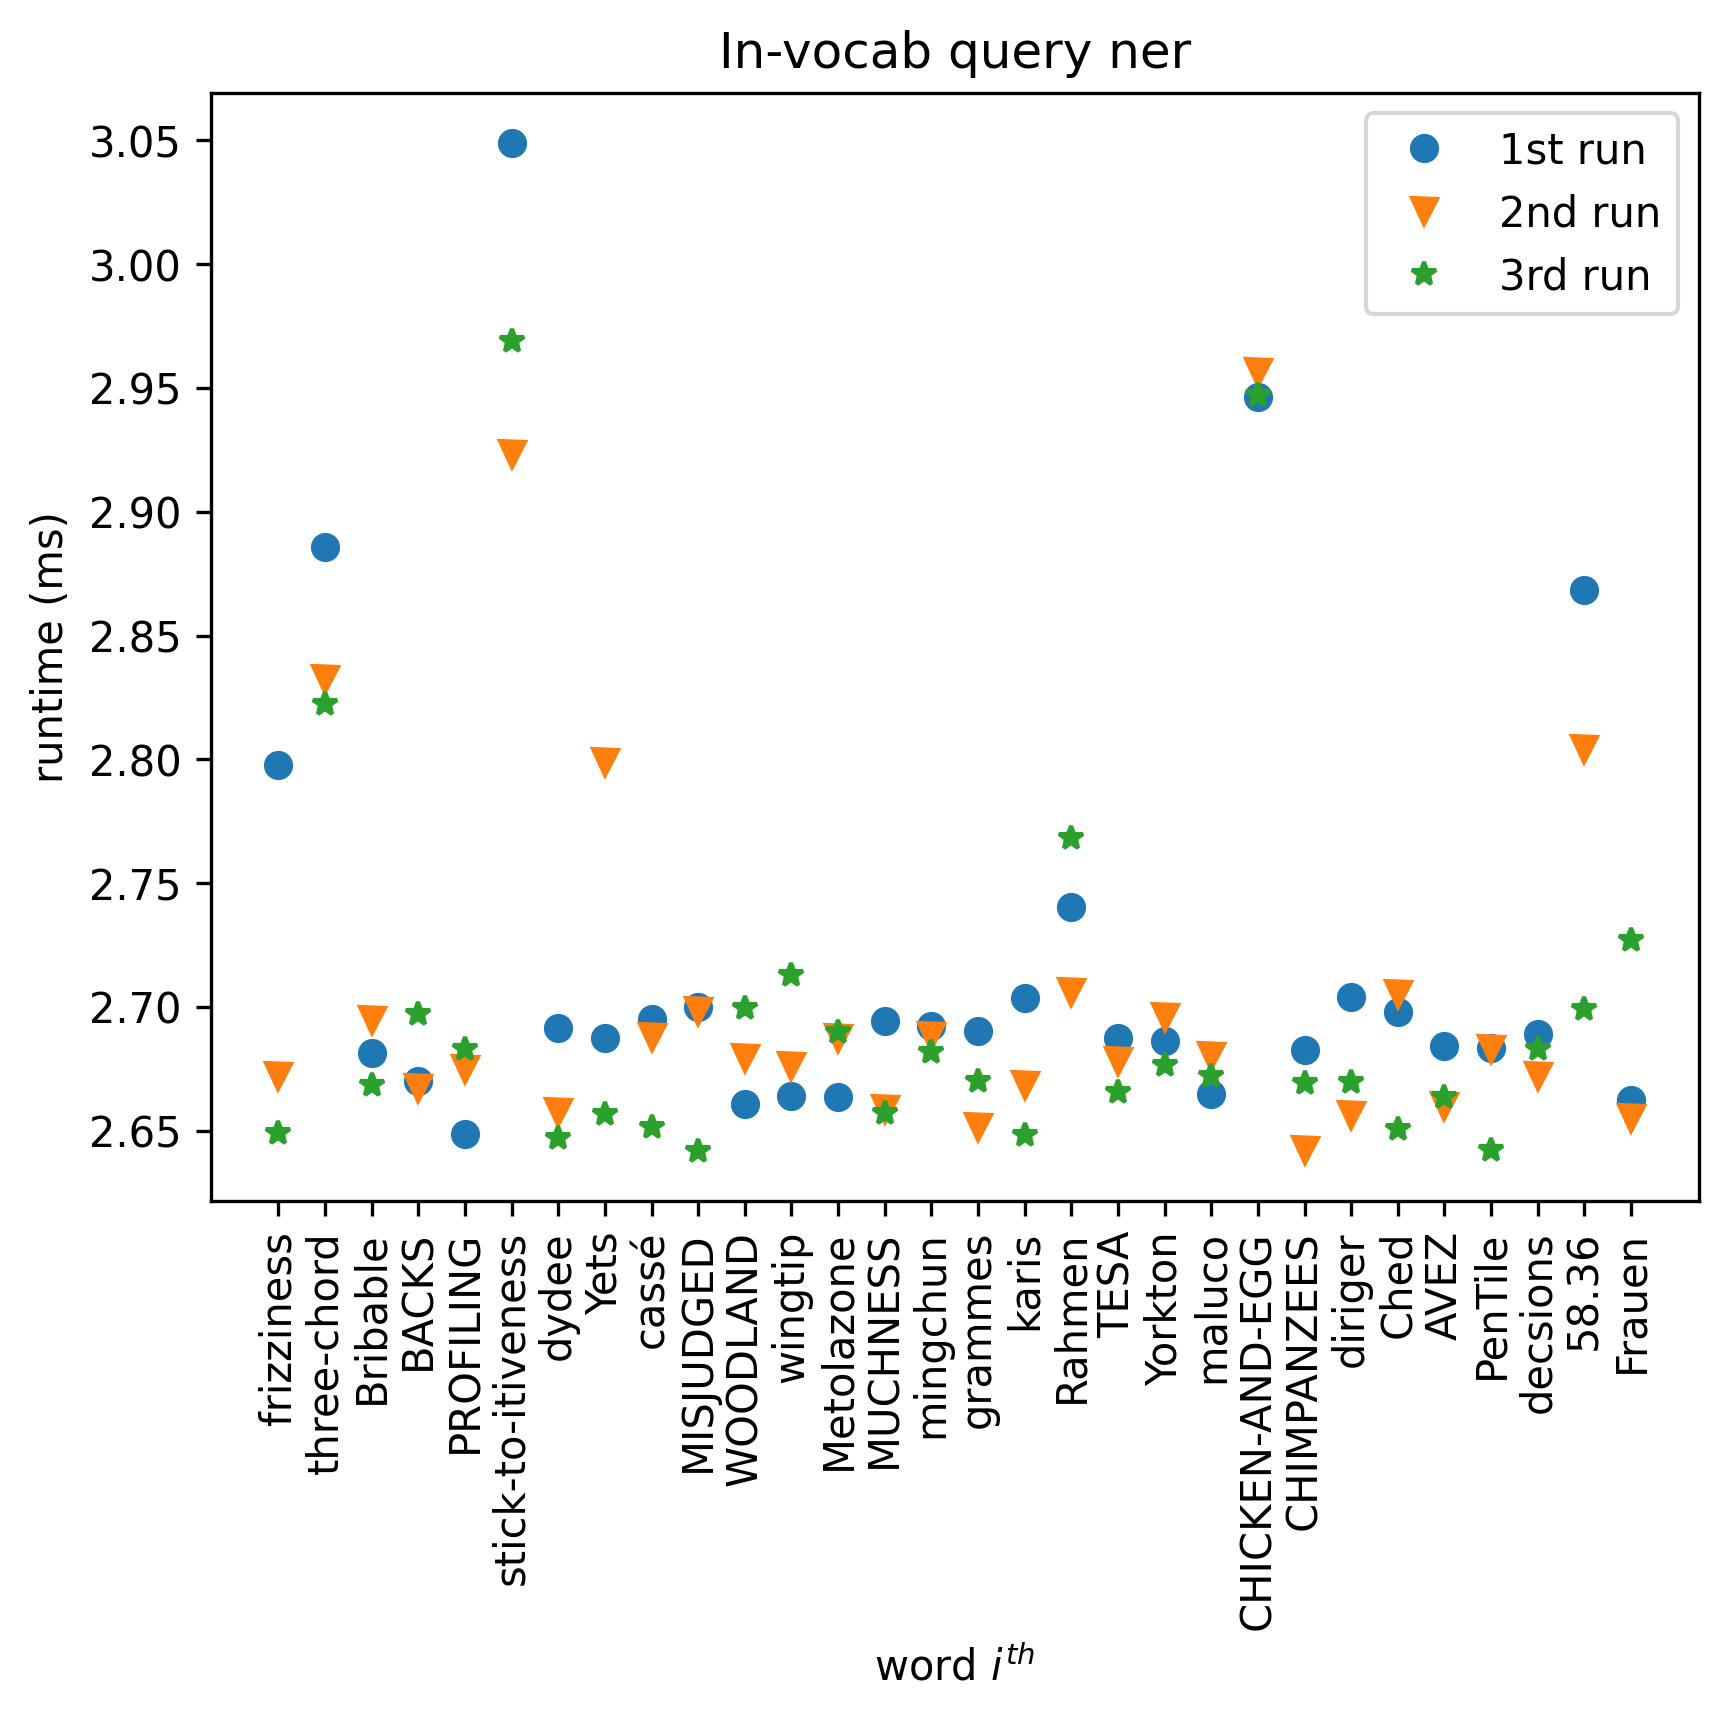 In-vocab query ner
3.05
3.00
2.95
2.90
2.85
2.80
2.75
2.70
2.65
runtime (ms)
1st run
2nd run
3rd run
frizziness
three-chord
Bribable
BACKS
PROFILING
stick-to-itiveness
dydee
Yets
cassé
MISJUDGED
WOODLAND
wingtip
Metolazone
MUCHNESS
mingchun
grammes
karis
Rahmen
TESA
Yorkton
maluco
CHICKEN-AND-EGG
CHIMPANZEES
diriger
Ched
AVEZ
PenTile
decsions
58.36
Frauen
word i^th